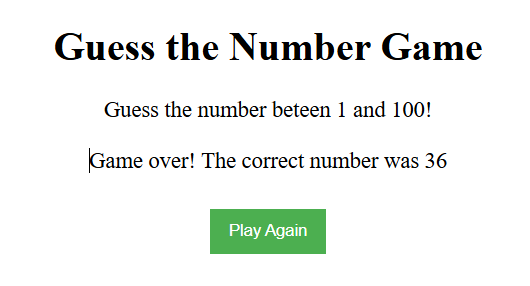 Guess the Number Game
Guess the number beteen 1 and 100!
Game over! The correct number was 36
Play Again